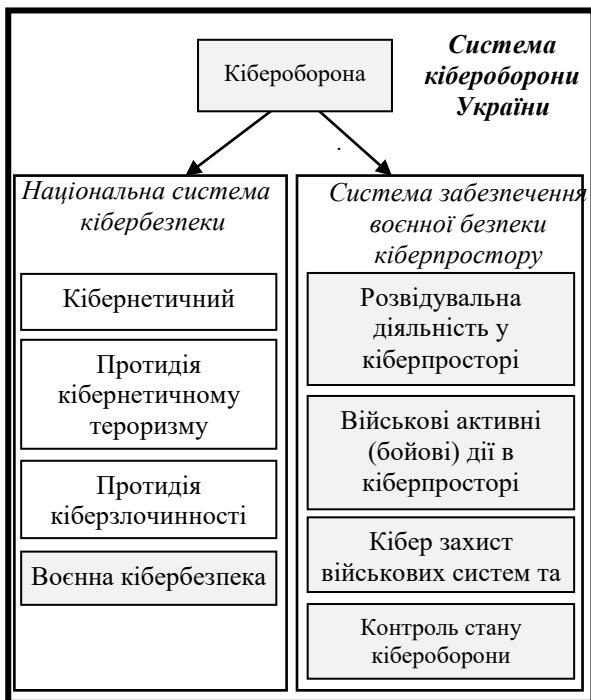 Система
кібероборони
України
Кібероборона
Національна система
кібербезпеки
Кібернетичний
Протидія
кібернетичному
тероризму
Протидія
кіберзлочинності
Воєнна кібербезпека
Система забезпечення
воєнної безпеки
кіберпростору
Розвідувальна
діяльність у
кіберпросторі
Військові активні
(бойові) дії в
кіберпросторі
Кібер захист
військових систем та
Контроль стану
кібероборони